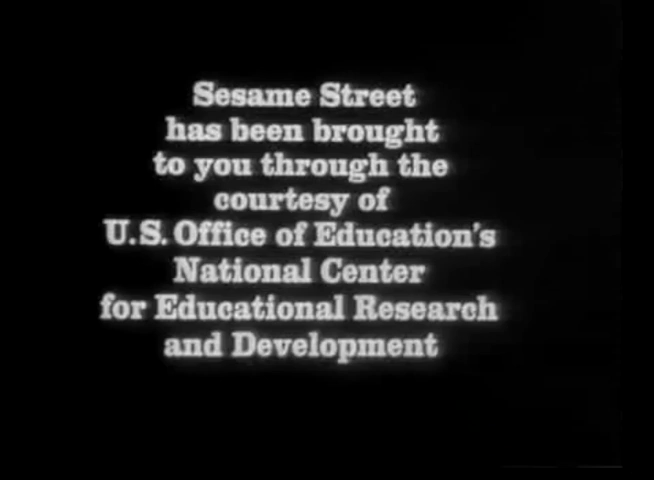 Sesame Street
has been brought
to you through the
courtesy of
U.S. Office of Education's
National Center
for Educational Research
and Development